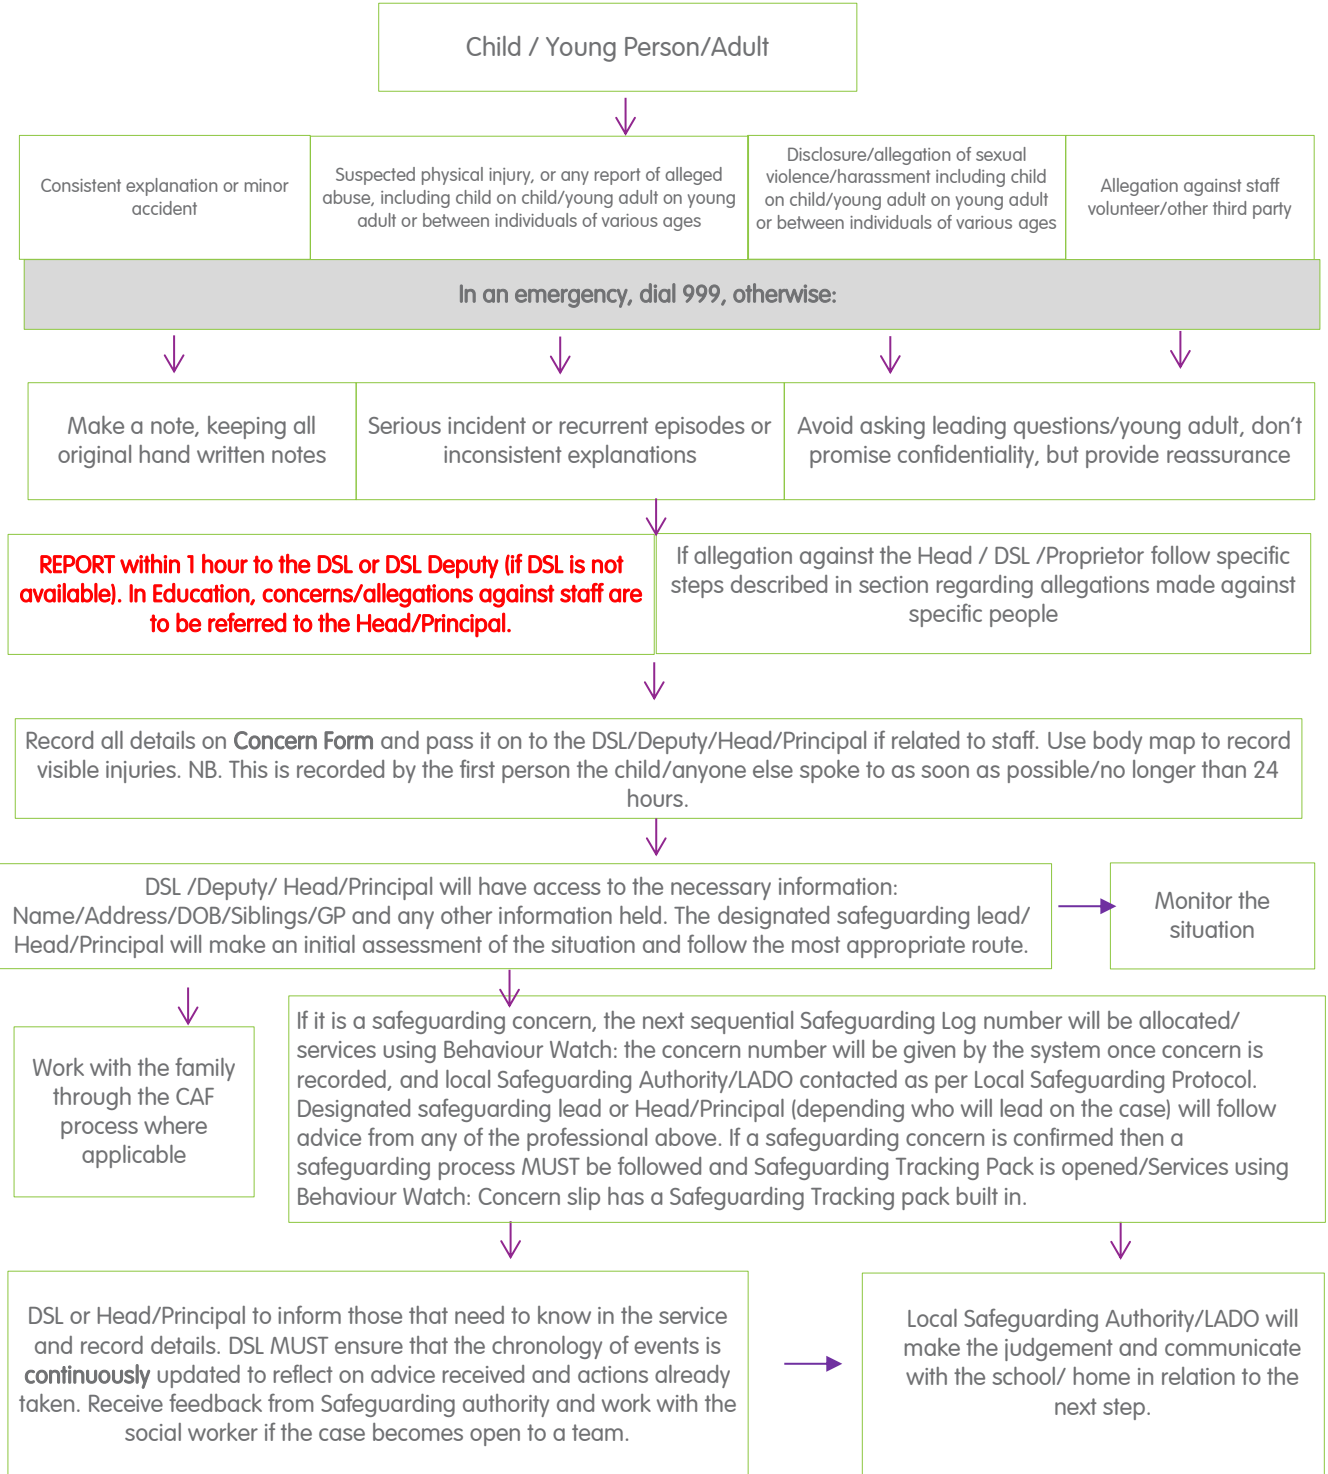 Child / Young Person/Adult
Consistent explanation or minor
accident
Suspected physical injury, or any report of alleged
abuse, including child on child/young adult on young
adult or between individuals of various ages
Disclosure/allegation of sexual
violence/harassment including child
on child/young adult on young adult
or between individuals of various ages
Allegation against staff
volunteer/other third party
In an emergency, dial 999, otherwise:
Make a note, keeping all
original hand written notes
Serious incident or recurrent episodes or
inconsistent explanations
Avoid asking leading questions/young adult, don't
promise confidentiality, but provide reassurance
REPORT within 1 hour to the DSL or DSL Deputy (if DSL is not
available). In Education, concerns/allegations against staff are
to be referred to the Head/Principal.
If allegation against the Head / DSL /Proprietor follow specific
steps described in section regarding allegations made against
specific people
Record all details on Concern Form and pass it on to the DSL/Deputy/Head/Principal if related to staff. Use body map to record
visible injuries. NB. This is recorded by the first person the child/anyone else spoke to as soon as possible/no longer than 24
hours.
DSL /Deputy/ Head/Principal will have access to the necessary information:
Name/Address/DOB/Siblings/GP and any other information held. The designated safeguarding lead/
Head/Principal will make an initial assessment of the situation and follow the most appropriate route.
Monitor the
situation
Work with the family
through the CAF
process where
applicable
If it is a safeguarding concern, the next sequential Safeguarding Log number will be allocated/
services using Behaviour Watch: the concern number will be given by the system once concern is
recorded, and local Safeguarding Authority/LADO contacted as per Local Safeguarding Protocol.
Designated safeguarding lead or Head/Principal (depending who will lead on the case) will follow
advice from any of the professional above. If a safeguarding concern is confirmed then a
safeguarding process MUST be followed and Safeguarding Tracking Pack is opened/Services using
Behaviour Watch: Concern slip has a Safeguarding Tracking pack built in.
DSL or Head/Principal to inform those that need to know in the service
and record details. DSL MUST ensure that the chronology of events is
continuously updated to reflect on advice received and actions already
taken. Receive feedback from Safeguarding authority and work with the
social worker if the case becomes open to a team.
Local Safeguarding Authority/LADO will
make the judgement and communicate
with the school/ home in relation to the
next step.